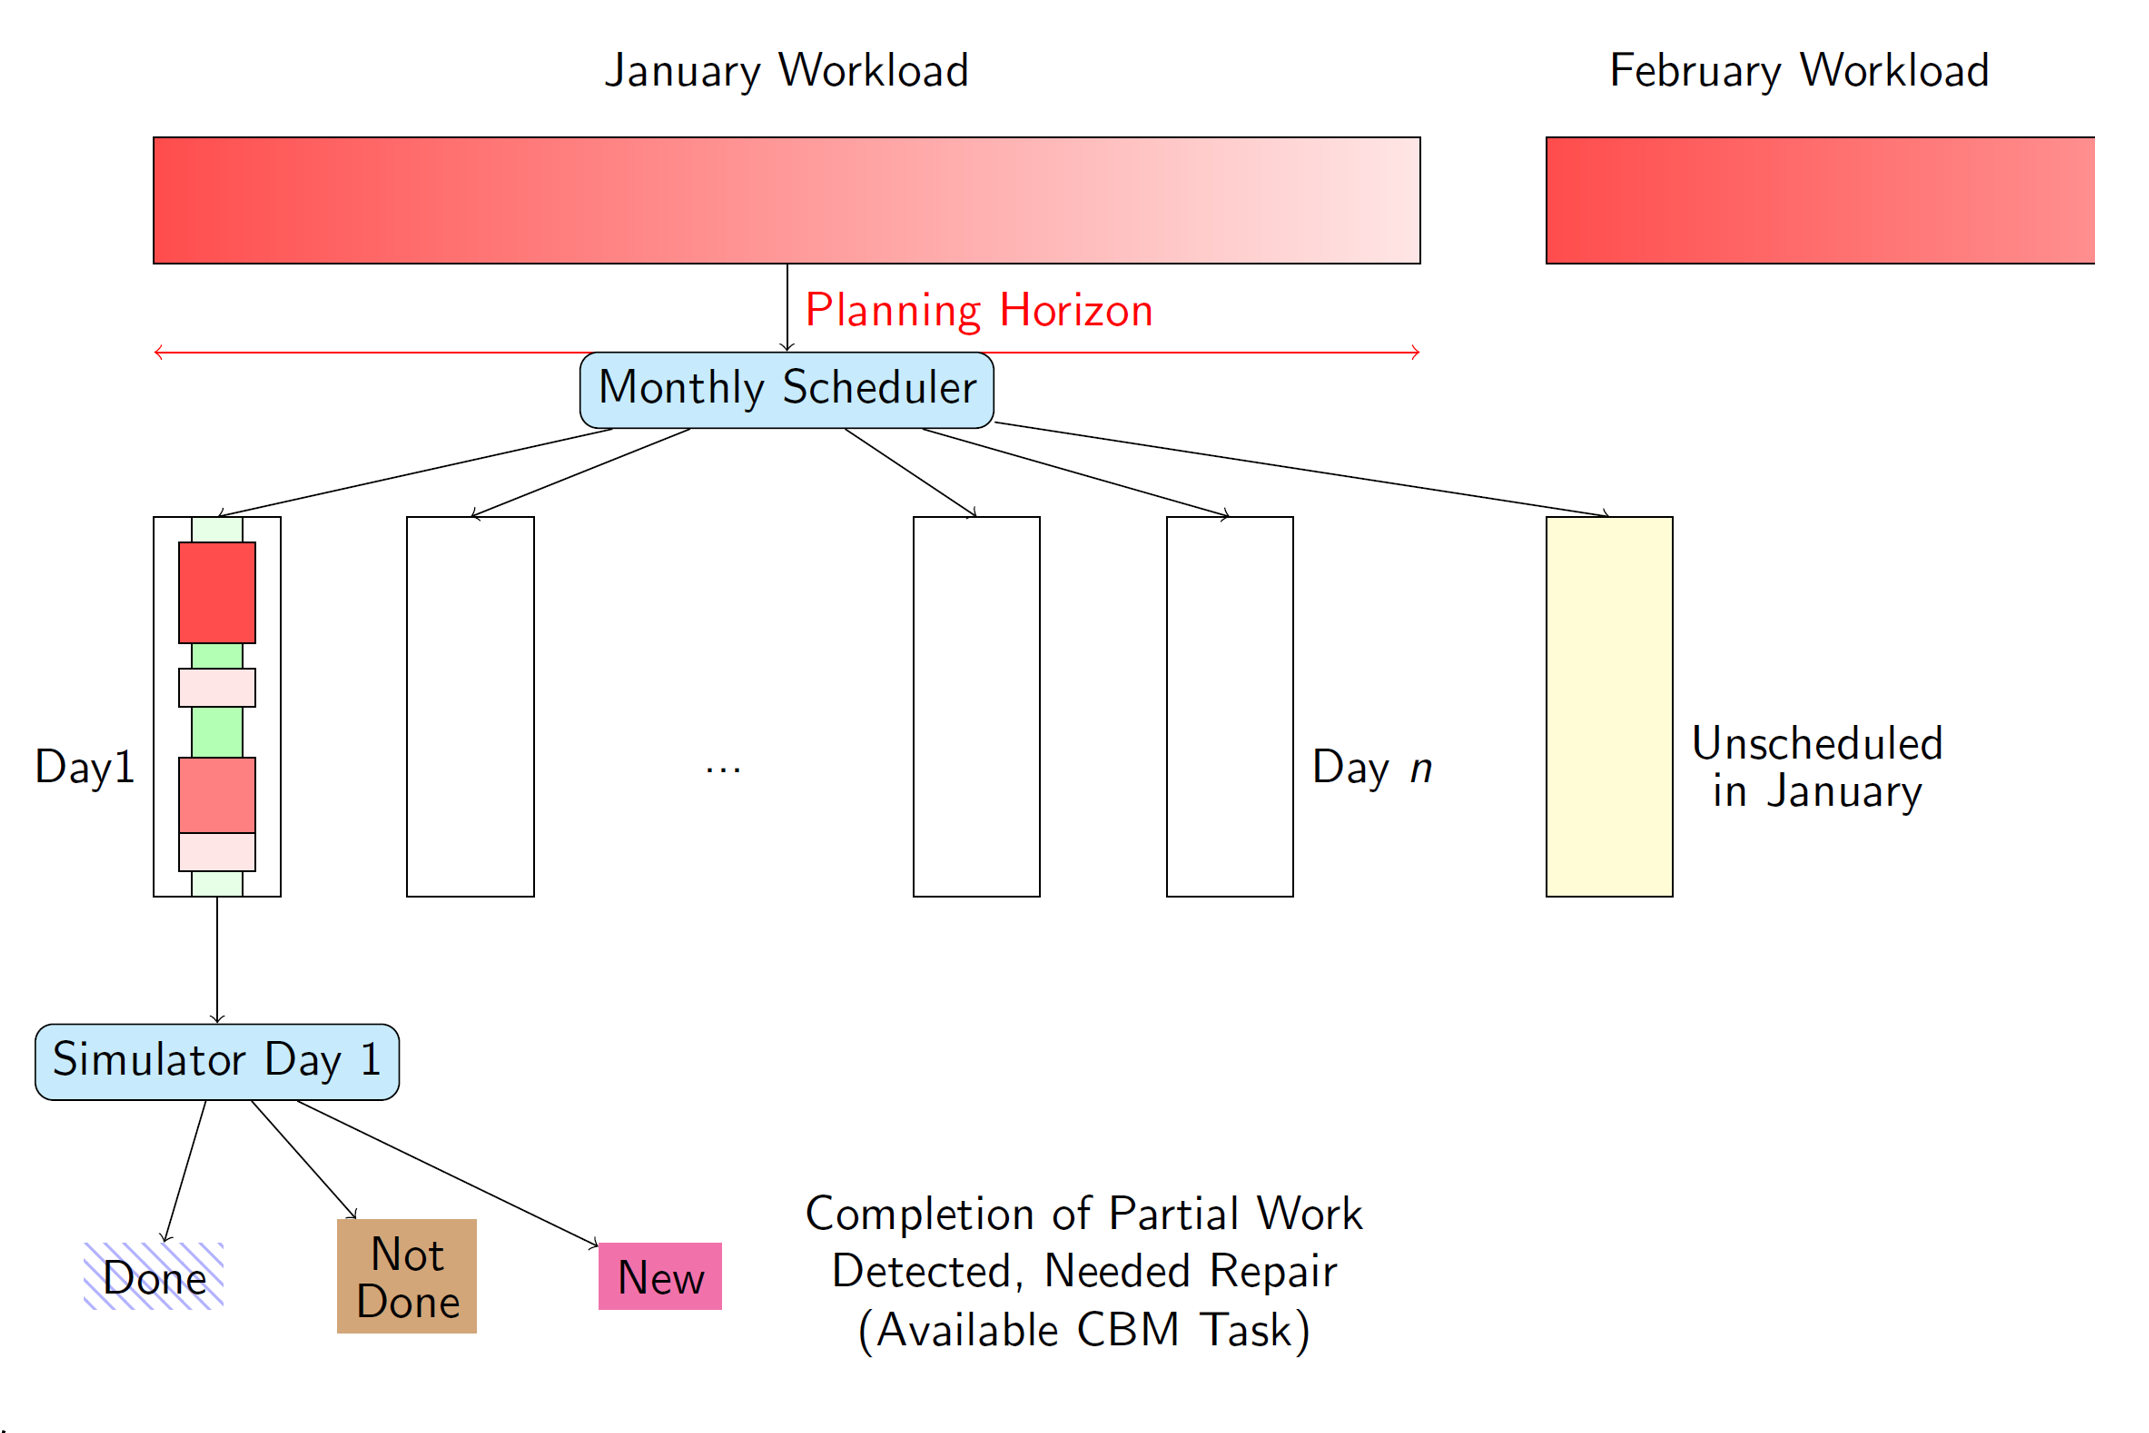 January Workload
February Workload
Planning Horizon
Monthly Scheduler
Day1
...
Day n
Unscheduled
in January
Simulator Day 1
Done
Not
Done
New
Completion of Partial Work
Detected, Needed Repair
(Available CBM Task)